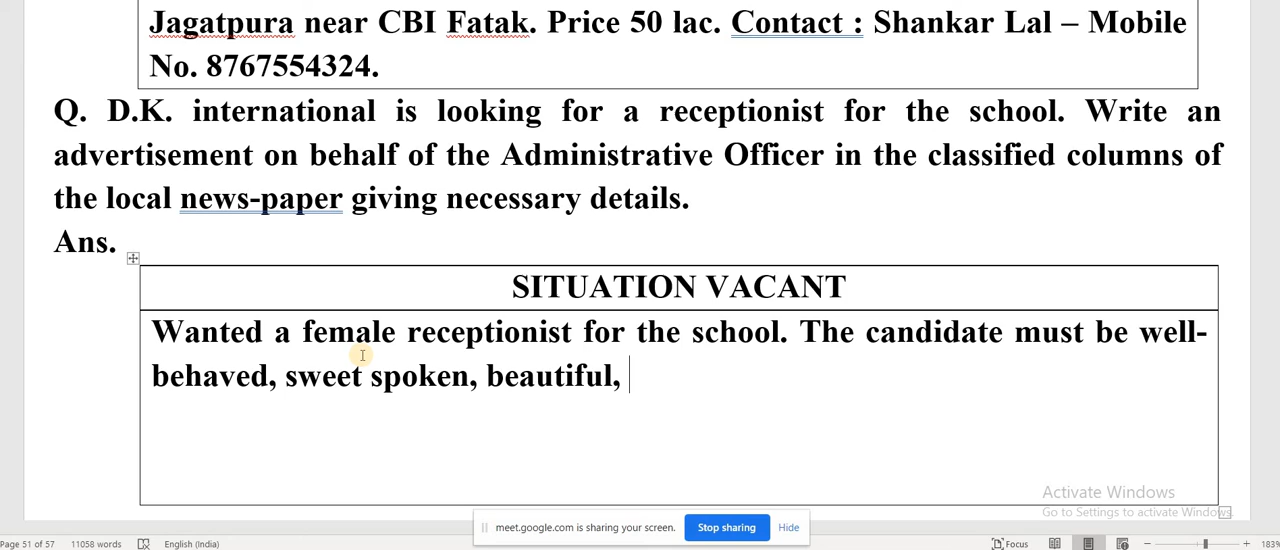 Jagatpura near CBI Fatak. Price 50 lac. Contact : Shankar Lal – Mobile
No. 8767554324.
Q. D.K. international is looking for a receptionist for the school. Write an
advertisement on behalf of the Administrative Officer in the classified columns of
the local news-paper giving necessary details.
Ans.
SITUATION VACANT
Wanted a female receptionist for the school. The candidate must be well-
behaved, sweet spoken, beautiful,
Activate Windows
Go to Settings to activate Windows.
meet.google.com is sharing your screen. Stop sharing Hide
Page 51 of 57 11058 words English (India) Focus 183%